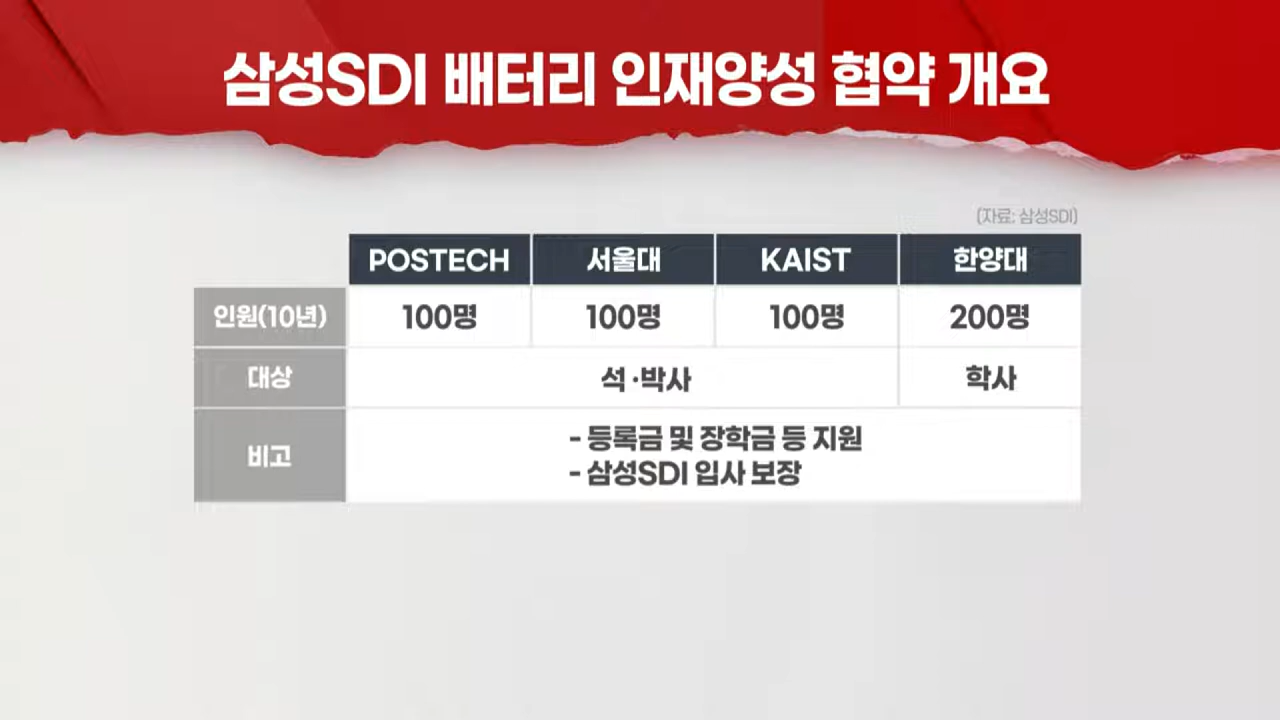 삼성SDI 배터리 인재양성 협약 개요
(자료: 삼성SDI)
POSTECH 서울대 KAIST 한양대
인원(10년) 100명 100명 100명 200명
대상 석·박사 학사
비고
- 등록금 및 장학금 등 지원
- 삼성SDI 입사 보장